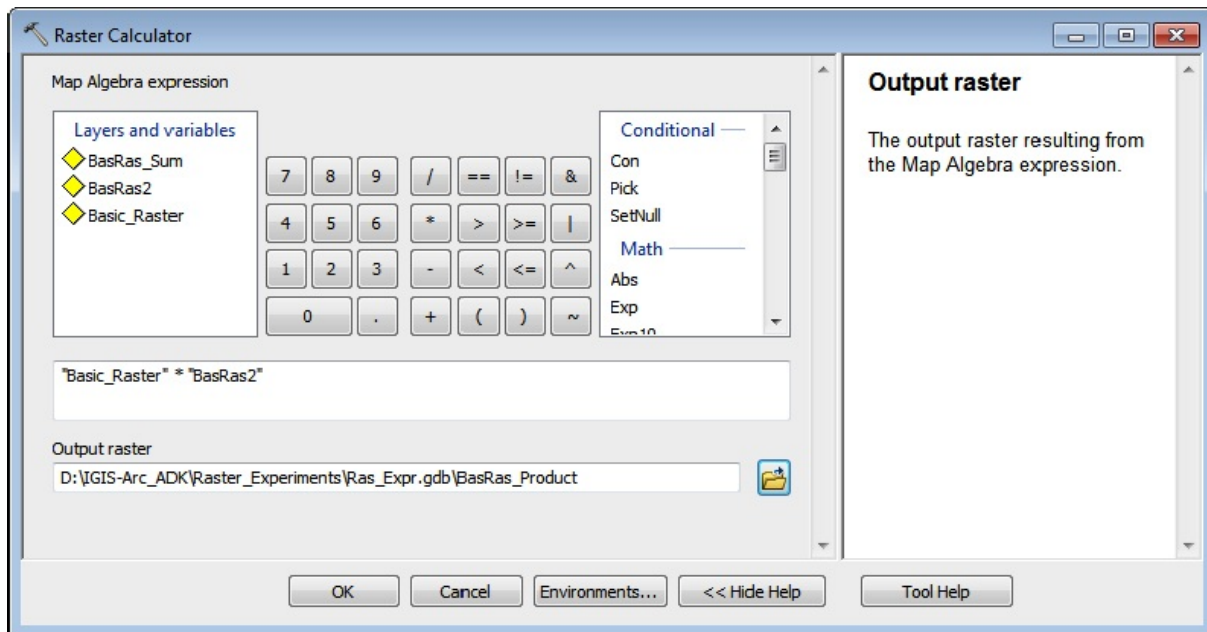 Raster Calculator
Map Algebra expression
Layers and variables
BasRas_Sum
BasRas2
Basic_Raster
7 8 9 / == != &
4 5 6 * > >= |
1 2 3 - < <= ^
0 . + ( ) ~
Conditional
Con
Pick
SetNull
Math
Abs
Exp
Exp10
"Basic_Raster" * "BasRas2"
Output raster
D:\IGIS-Arc_ADK\Raster_Experiments\Ras_Expr.gdb\BasRas_Product
OK Cancel Environments... << Hide Help Tool Help
Output raster
The output raster resulting from
the Map Algebra expression.